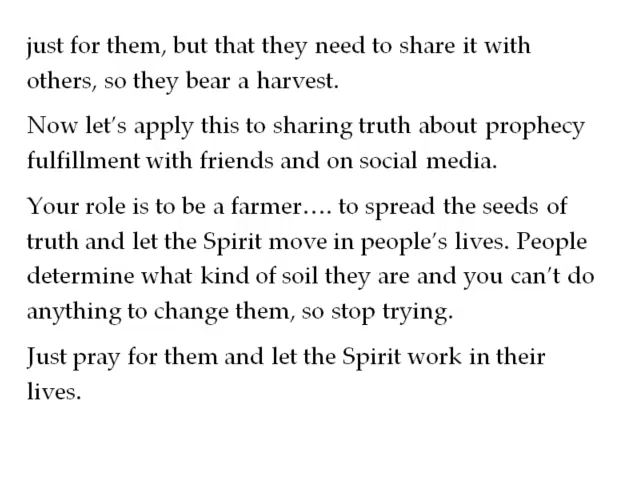 just for them, but that they need to share it with
others, so they bear a harvest.
Now let’s apply this to sharing truth about prophecy
fulfillment with friends and on social media.
Your role is to be a farmer…. to spread the seeds of
truth and let the Spirit move in people’s lives. People
determine what kind of soil they are and you can’t do
anything to change them, so stop trying.
Just pray for them and let the Spirit work in their
lives.